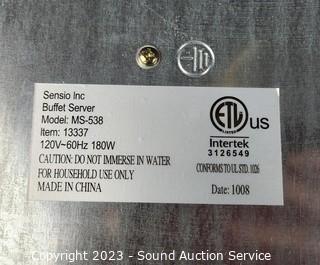 Sensio Inc
Buffet Server
Model: MS-538
Item: 13337
120V~60Hz 180W
CAUTION: DO NOT IMMERSE IN WATER
FOR HOUSEHOLD USE ONLY
MADE IN CHINA
ETL us
LISTED
Intertek
3126549
CONFORMS TO UL STD. 1026
Date: 1008
Copyright 2023 - Sound Auction Service